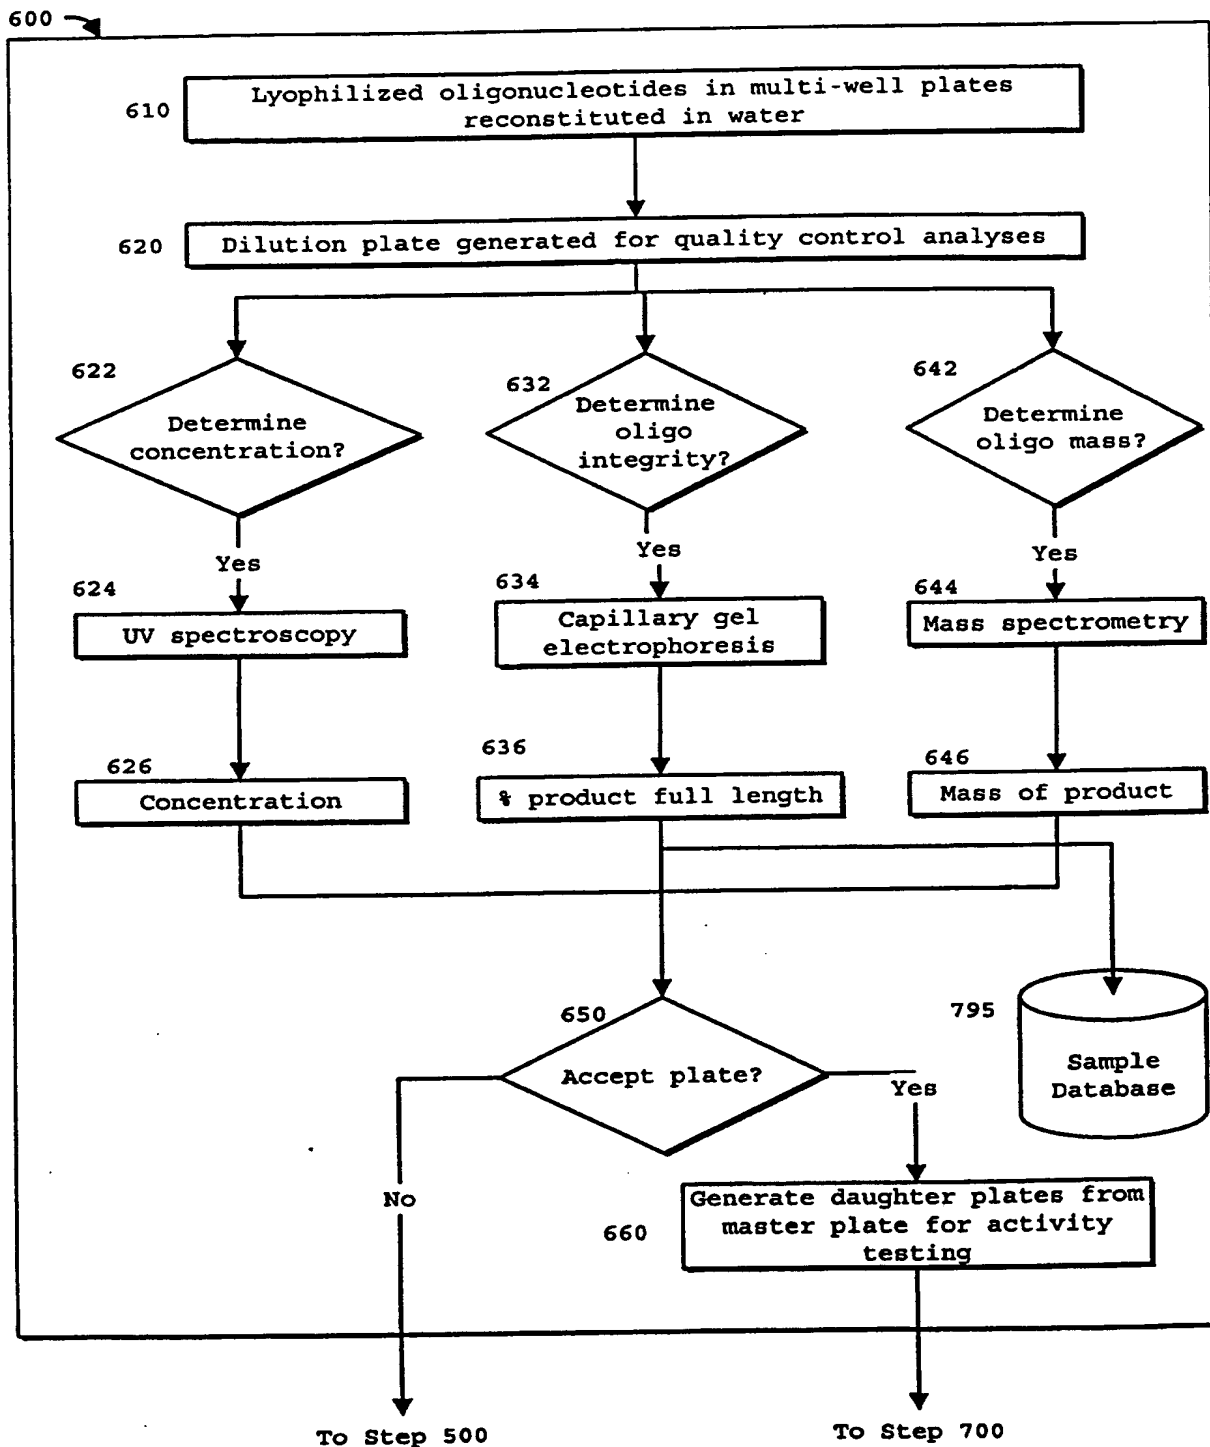 600
610
Lyophilized oligonucleotides in multi-well plates
reconstituted in water
620
Dilution plate generated for quality control analyses
622
Determine
concentration?
632
Determine
oligo
integrity?
642
Determine
oligo mass?
Yes
Yes
Yes
624
UV spectroscopy
634
Capillary gel
electrophoresis
644
Mass spectrometry
626
Concentration
636
% product full length
646
Mass of product
650
Accept plate?
795
Sample
Database
Yes
No
660
Generate daughter plates from
master plate for activity
testing
To Step 500
To Step 700